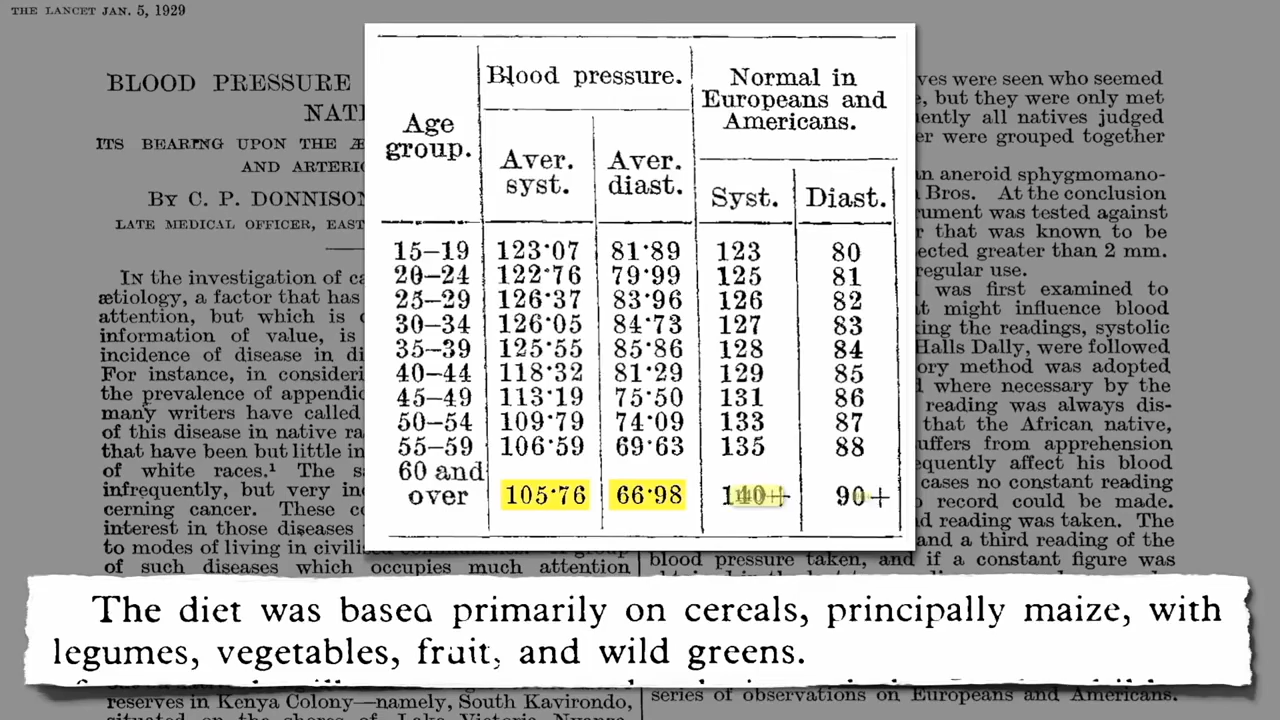 THE LANCET JAN. 5, 1929
BLOOD PRESSURE
NATI
ITS BEARING UPON THE Æ
AND ARTERIO
BY C. P. DONNISON
LATE MEDICAL OFFICER, EAST
IN the investigation of ca
ætiology, a factor that has
attention, but which is
information of value, is
incidence of disease in di
For instance, in consideri
the prevalence of appendic
many writers have called
of this disease in native ra
that have been but little in
of white races.¹ The s
infrequently, but very in
cerning cancer. These co
interest in those diseases
to modes of living in civilis
of such diseases which occupies much attention
Age group.
Blood pressure.
Normal in Europeans and Americans.
Aver. syst.
Aver. diast.
Syst.
Diast.
15–19 123·07 81·89 123 80
20–24 122·76 79·99 125 81
25–29 126·37 83·96 126 82
30–34 126·05 84·73 127 83
35–39 125·55 85·86 128 84
40–44 118·32 81·29 129 85
45–49 113·19 75·50 131 86
50–54 109·79 74·09 133 87
55–59 106·59 69·63 135 88
60 and
over 105·76 66·98 140+ 90+
ves were seen who seemed
, but they were only met
ently all natives judged
er were grouped together
an aneroid sphygmomano-
Bros. At the conclusion
rument was tested against
that was known to be
ected greater than 2 mm.
regular use.
was first examined to
t might influence blood
ing the readings, systolic
Halls Dally, were followed
ory method was adopted
where necessary by the
reading was always dis-
that the African native,
uffers from apprehension
equently affect his blood
cases no constant reading
record could be made.
d reading was taken. The
and a third reading of the
blood pressure taken, and if a constant figure was
The diet was based primarily on cereals, principally maize, with
legumes, vegetables, fruit, and wild greens.
reserves in Kenya Colony—namely, South Kavirondo,
situated on the shores of Lake Victoria Nyanza
series of observations on Europeans and Americans.